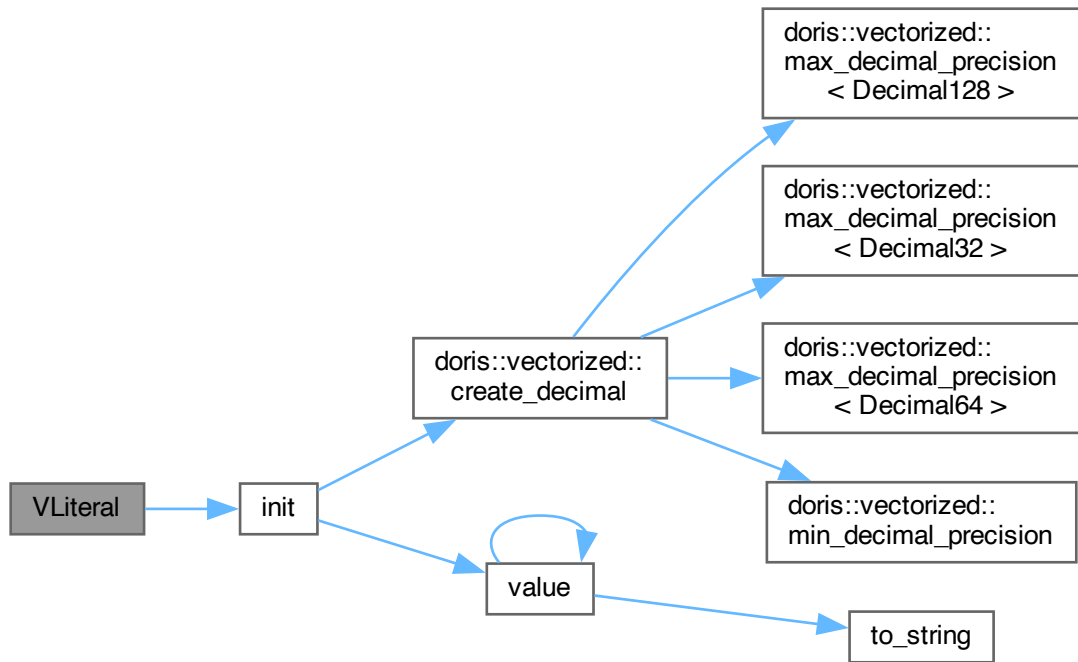 doris::vectorized::
max_decimal_precision
< Decimal128 >
doris::vectorized::
max_decimal_precision
< Decimal32 >
doris::vectorized::
create_decimal
doris::vectorized::
max_decimal_precision
< Decimal64 >
VLiteral
init
doris::vectorized::
min_decimal_precision
value
to_string